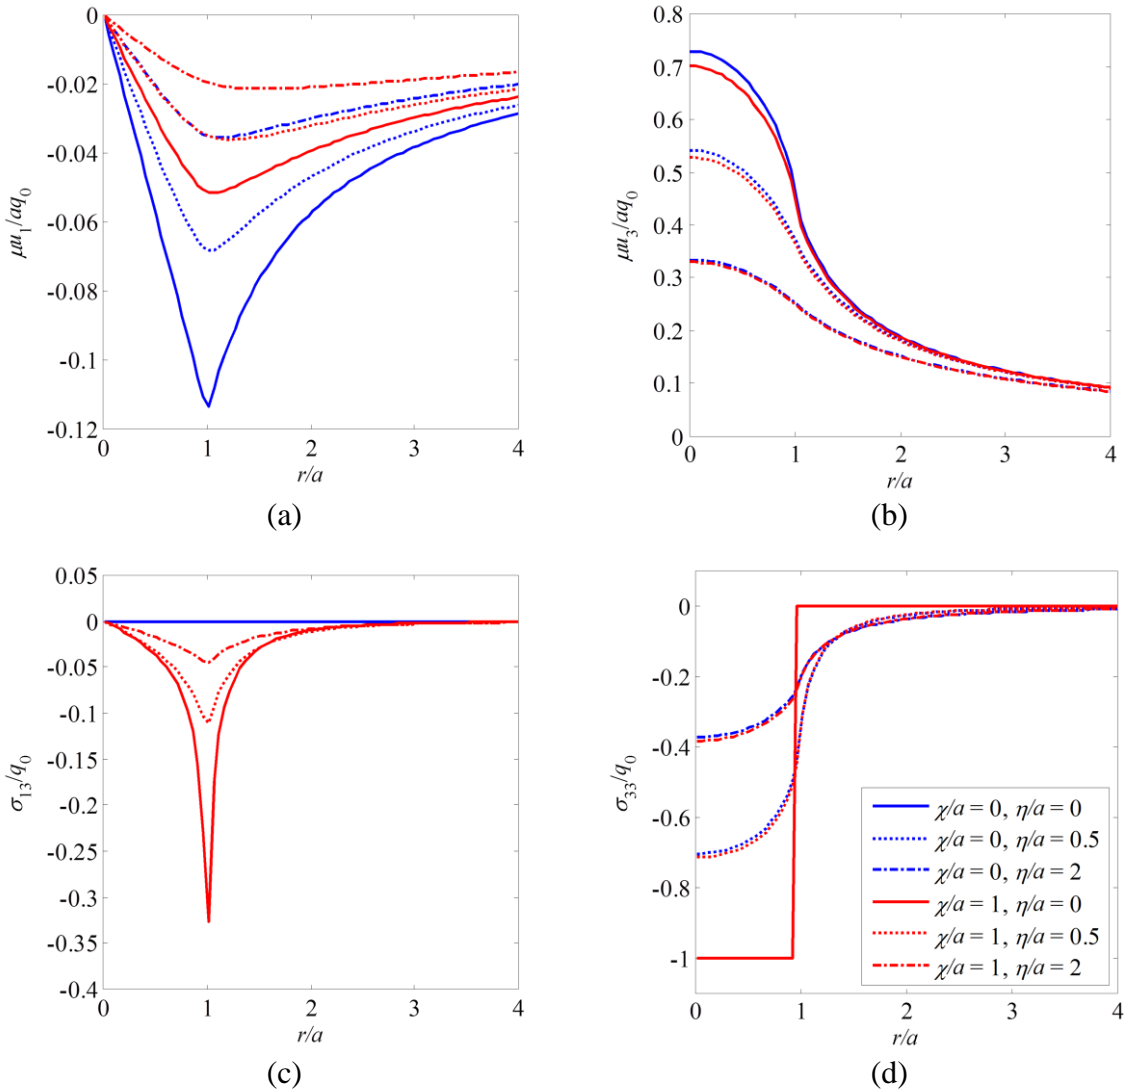 0
-0.02
-0.04
-0.06
-0.08
-0.1
-0.12
μu1/aq0
0 1 2 3 4
r/a
(a)
0.8
0.7
0.6
0.5
0.4
0.3
0.2
0.1
0
μu3/aq0
0 1 2 3 4
r/a
(b)
0.05
0
-0.05
-0.1
-0.15
-0.2
-0.25
-0.3
-0.35
-0.4
σ13/q0
0 1 2 3 4
r/a
(c)
0
-0.2
-0.4
-0.6
-0.8
-1
σ33/q0
χ/a = 0, η/a = 0
χ/a = 0, η/a = 0.5
χ/a = 0, η/a = 2
χ/a = 1, η/a = 0
χ/a = 1, η/a = 0.5
χ/a = 1, η/a = 2
0 1 2 3 4
r/a
(d)